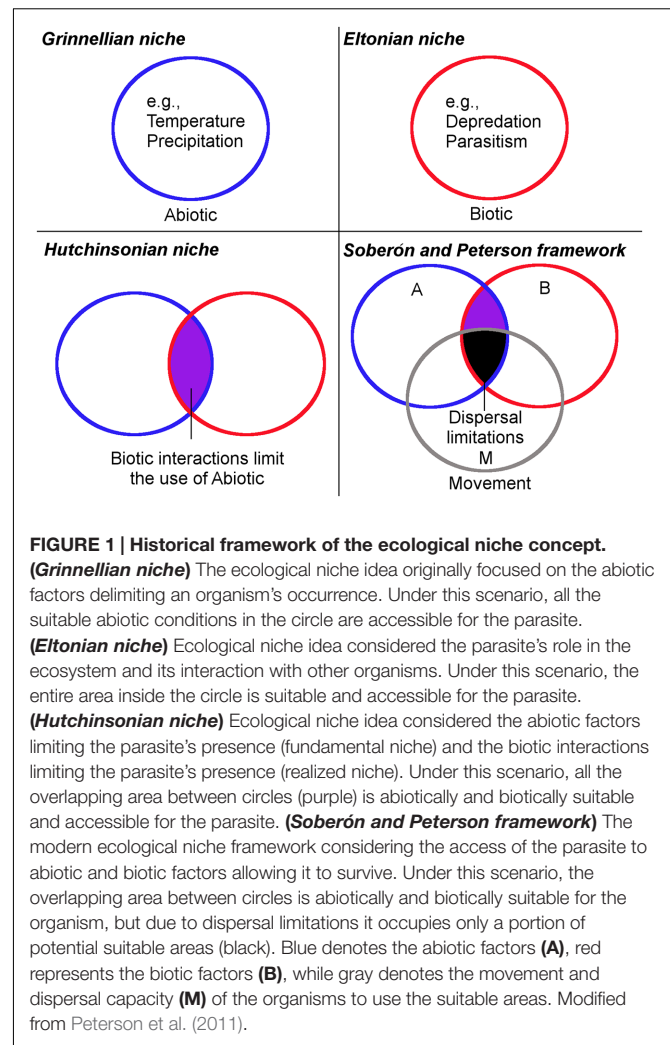 Grinnellian niche
e.g.,
Temperature
Precipitation
Abiotic
Eltonian niche
e.g.,
Depredation
Parasitism
Biotic
Hutchinsonian niche
Biotic interactions limit
the use of Abiotic
Soberón and Peterson framework
A
B
Dispersal
limitations
M
Movement
FIGURE 1 | Historical framework of the ecological niche concept.
(Grinnellian niche) The ecological niche idea originally focused on the abiotic
factors delimiting an organism's occurrence. Under this scenario, all the
suitable abiotic conditions in the circle are accessible for the parasite.
(Eltonian niche) Ecological niche idea considered the parasite's role in the
ecosystem and its interaction with other organisms. Under this scenario, the
entire area inside the circle is suitable and accessible for the parasite.
(Hutchinsonian niche) Ecological niche idea considered the abiotic factors
limiting the parasite's presence (fundamental niche) and the biotic interactions
limiting the parasite's presence (realized niche). Under this scenario, all the
overlapping area between circles (purple) is abiotically and biotically suitable
and accessible for the parasite. (Soberón and Peterson framework) The
modern ecological niche framework considering the access of the parasite to
abiotic and biotic factors allowing it to survive. Under this scenario, the
overlapping area between circles is abiotically and biotically suitable for the
organism, but due to dispersal limitations it occupies only a portion of
potential suitable areas (black). Blue denotes the abiotic factors (A), red
represents the biotic factors (B), while gray denotes the movement and
dispersal capacity (M) of the organisms to use the suitable areas. Modified
from Peterson et al. (2011).